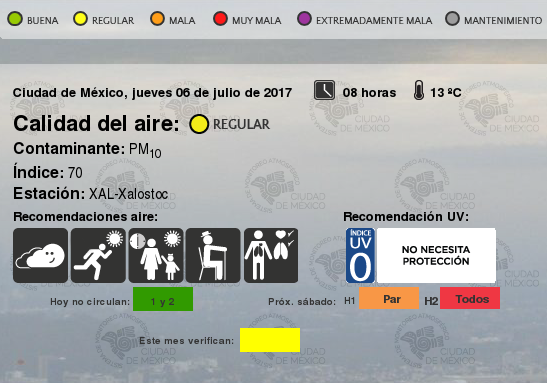 BUENA REGULAR MALA MUY MALA EXTREMADAMENTE MALA MANTENIMIENTO
Ciudad de México, jueves 06 de julio de 2017 08 horas 13 ºC
Calidad del aire: REGULAR
Contaminante: PM10
Índice: 70
Estación: XAL-Xalostoc
Recomendaciones aire: Recomendación UV:
ÍNDICE UV 0 NO NECESITA PROTECCIÓN
Hoy no circulan: 1 y 2 Próx. sábado: H1 Par H2 Todos
Este mes verifican:
CIUDAD DE MÉXICO